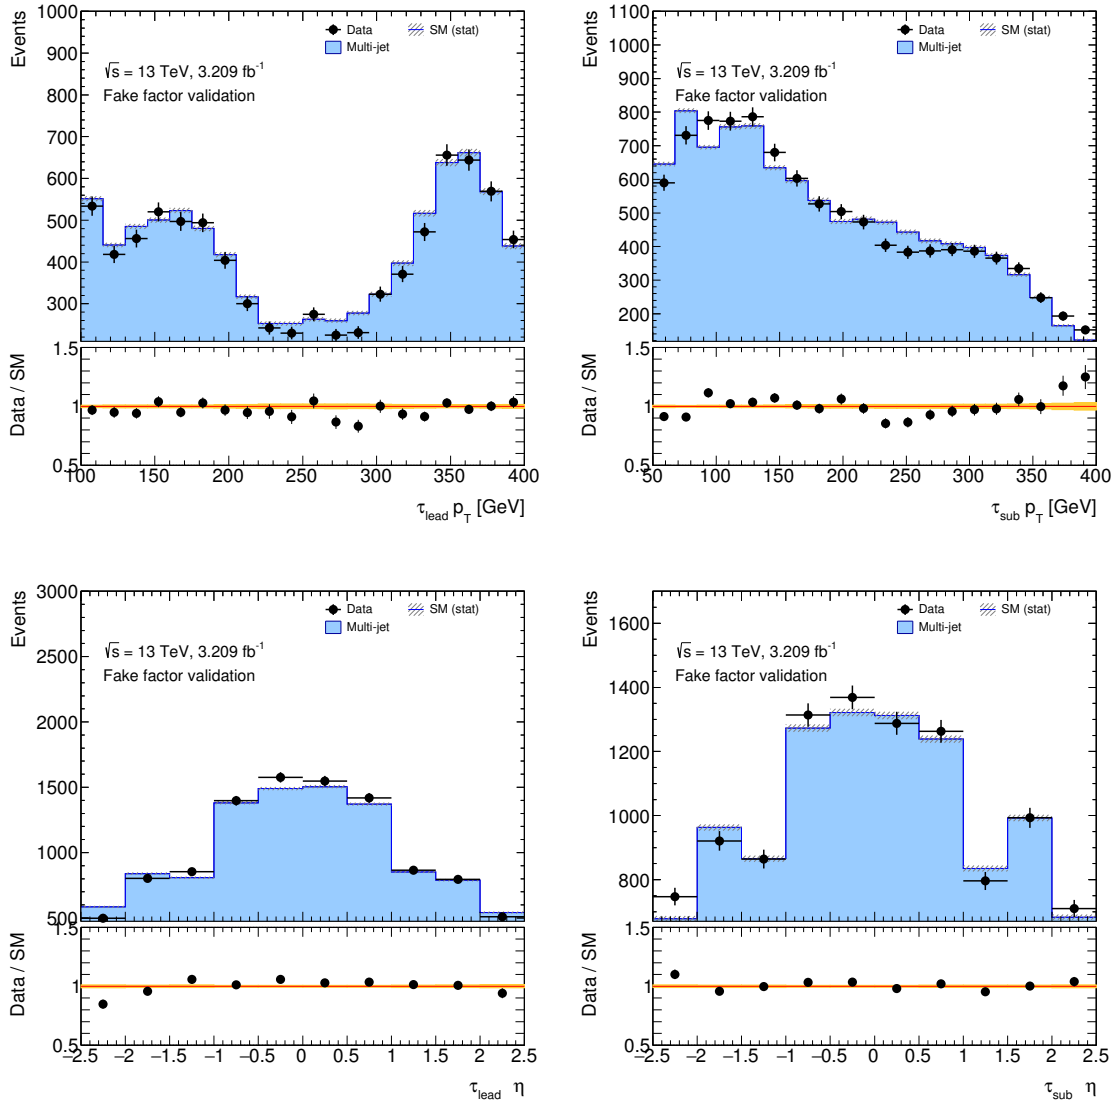 Events
1000
900
800
700
600
500
400
300
Data
SM (stat)
Multi-jet
√s = 13 TeV, 3.209 fb⁻¹
Fake factor validation
Data / SM
1.5
1
0.5
100 150 200 250 300 350 400
τlead pT [GeV]
Events
1100
1000
900
800
700
600
500
400
300
200
Data
SM (stat)
Multi-jet
√s = 13 TeV, 3.209 fb⁻¹
Fake factor validation
Data / SM
1.5
1
0.5
50 100 150 200 250 300 350 400
τsub pT [GeV]
Events
3000
2500
2000
1500
1000
500
Data
SM (stat)
Multi-jet
√s = 13 TeV, 3.209 fb⁻¹
Fake factor validation
Data / SM
1.5
1
0.5
−2.5 −2 −1.5 −1 −0.5 0 0.5 1 1.5 2 2.5
τlead η
Events
1600
1400
1200
1000
800
Data
SM (stat)
Multi-jet
√s = 13 TeV, 3.209 fb⁻¹
Fake factor validation
Data / SM
1.5
1
0.5
−2.5 −2 −1.5 −1 −0.5 0 0.5 1 1.5 2 2.5
τsub η